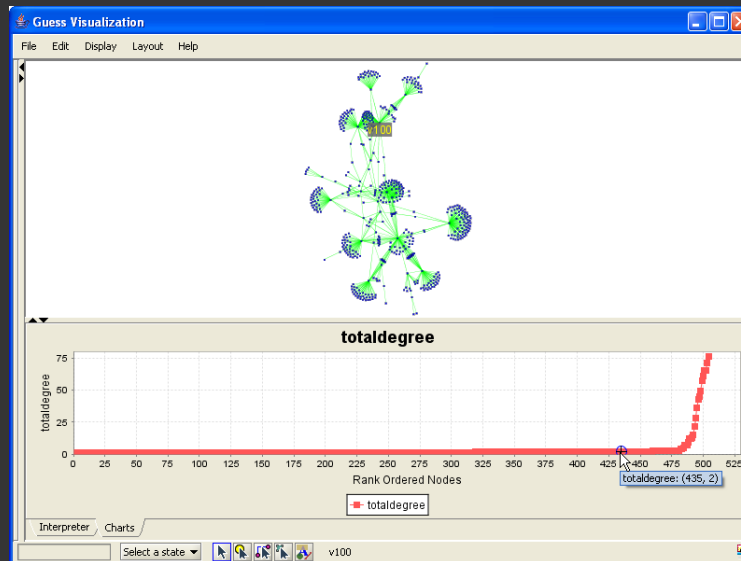 Guess Visualization
File Edit Display Layout Help
v100
totaldegree
75
50
25
0
totaldegree
0 25 50 75 100 125 150 175 200 225 250 275 300 325 350 375 400 425 450 475 500 525
Rank Ordered Nodes
totaldegree: (435, 2)
totaldegree
Interpreter Charts
Select a state v100